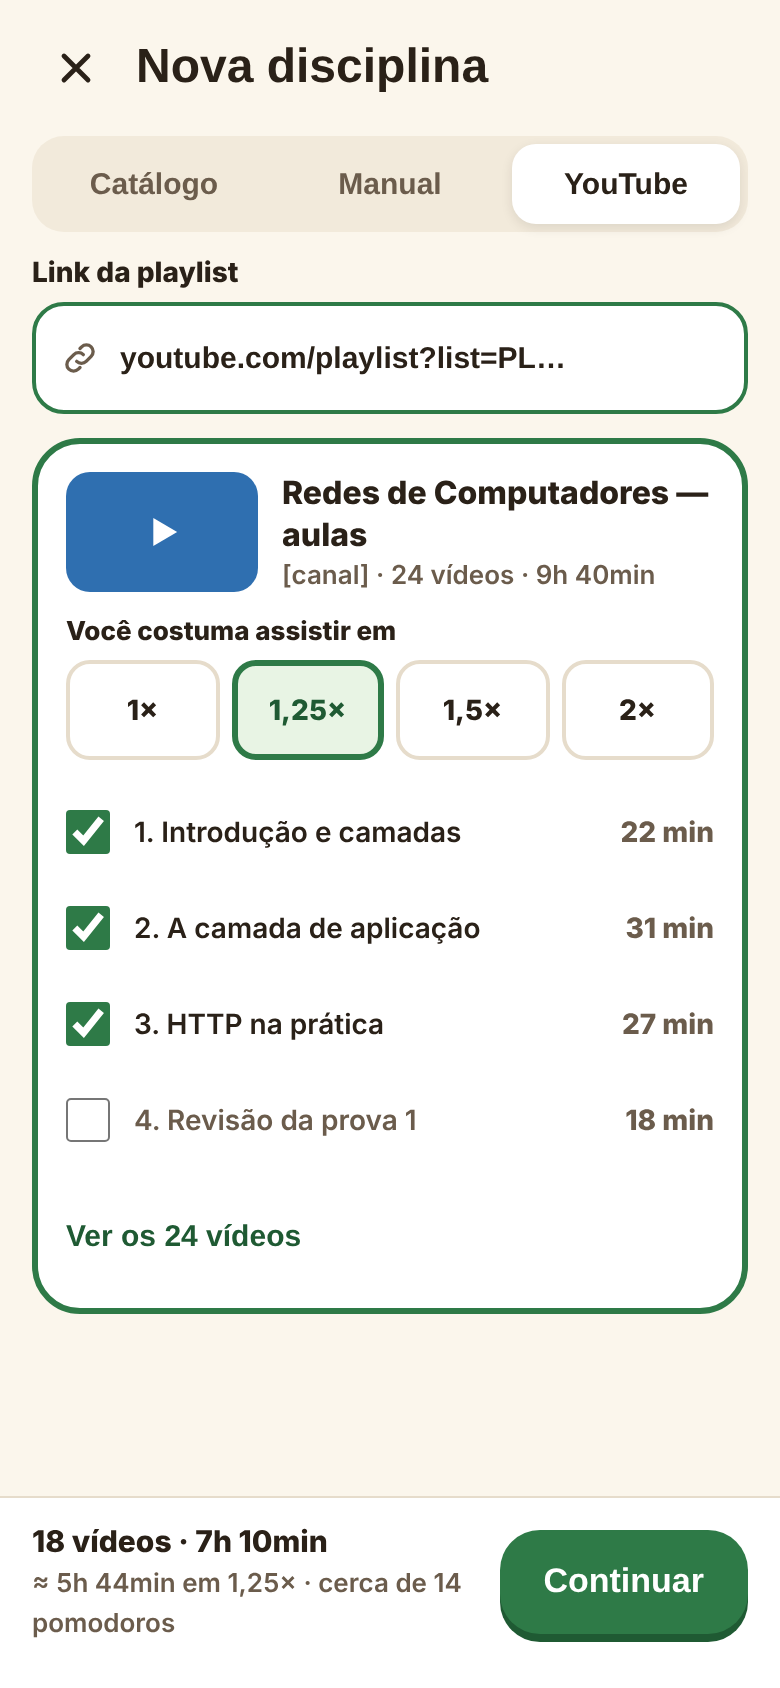 Nova disciplina
Catálogo
Manual
YouTube
Link da playlist
youtube.com/playlist?list=PL…
Redes de Computadores —
aulas
[canal] · 24 vídeos · 9h 40min
Você costuma assistir em
1×
1,25×
1,5×
2×
1. Introdução e camadas
22 min
2. A camada de aplicação
31 min
3. HTTP na prática
27 min
4. Revisão da prova 1
18 min
Ver os 24 vídeos
18 vídeos · 7h 10min
≈ 5h 44min em 1,25× · cerca de 14
pomodoros
Continuar